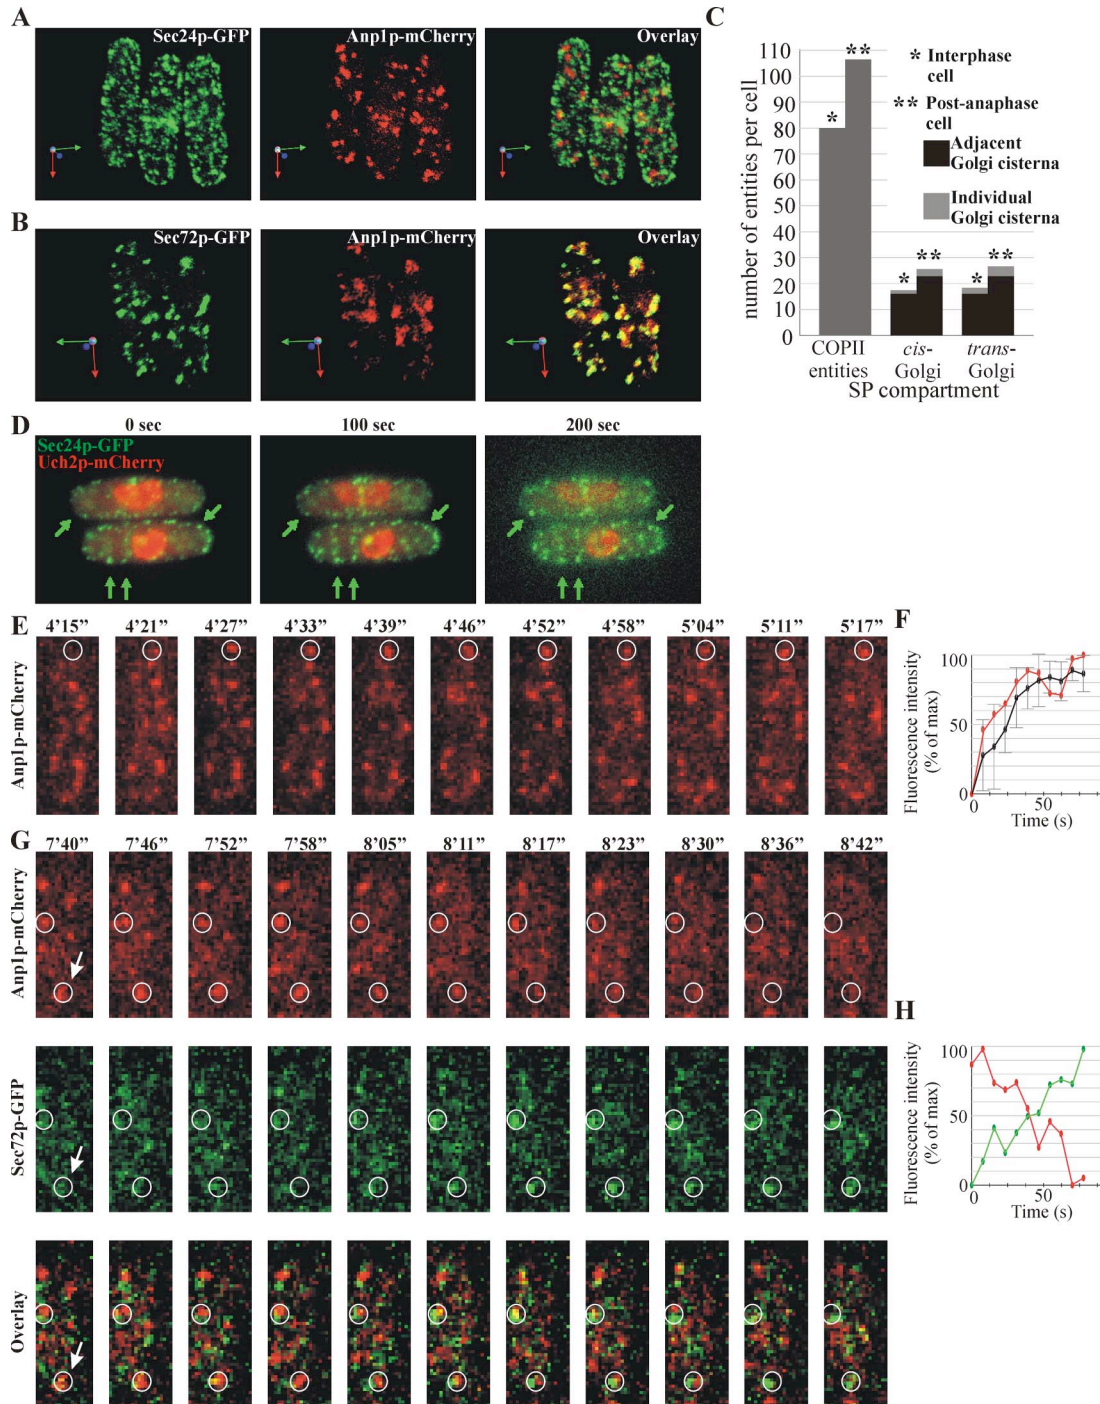 A
Sec24p-GFP
Anp1p-mCherry
Overlay
B
Sec72p-GFP
Anp1p-mCherry
Overlay
C
number of entities per cell
110
100
90
80
70
60
50
40
30
20
10
0
*
**
*
**
*
**
COPII
entities
cis-
Golgi
trans-
Golgi
SP compartment
* Interphase
cell
** Post-anaphase
cell
Adjacent
Golgi cisterna
Individual
Golgi cisterna
D
0 sec
100 sec
200 sec
Sec24p-GFP
Uch2p-mCherry
E
4'15”
4'21”
4'27”
4'33”
4'39”
4'46”
4'52”
4'58”
5'04”
5'11”
5'17”
Anp1p-mCherry
F
Fluorescence intensity
(% of max)
100
50
0
0
50
Time (s)
G
7'40”
7'46”
7'52”
7'58”
8'05”
8'11”
8'17”
8'23”
8'30”
8'36”
8'42”
Anp1p-mCherry
Sec72p-GFP
Overlay
H
Fluorescence intensity
(% of max)
100
50
0
0
50
Time (s)